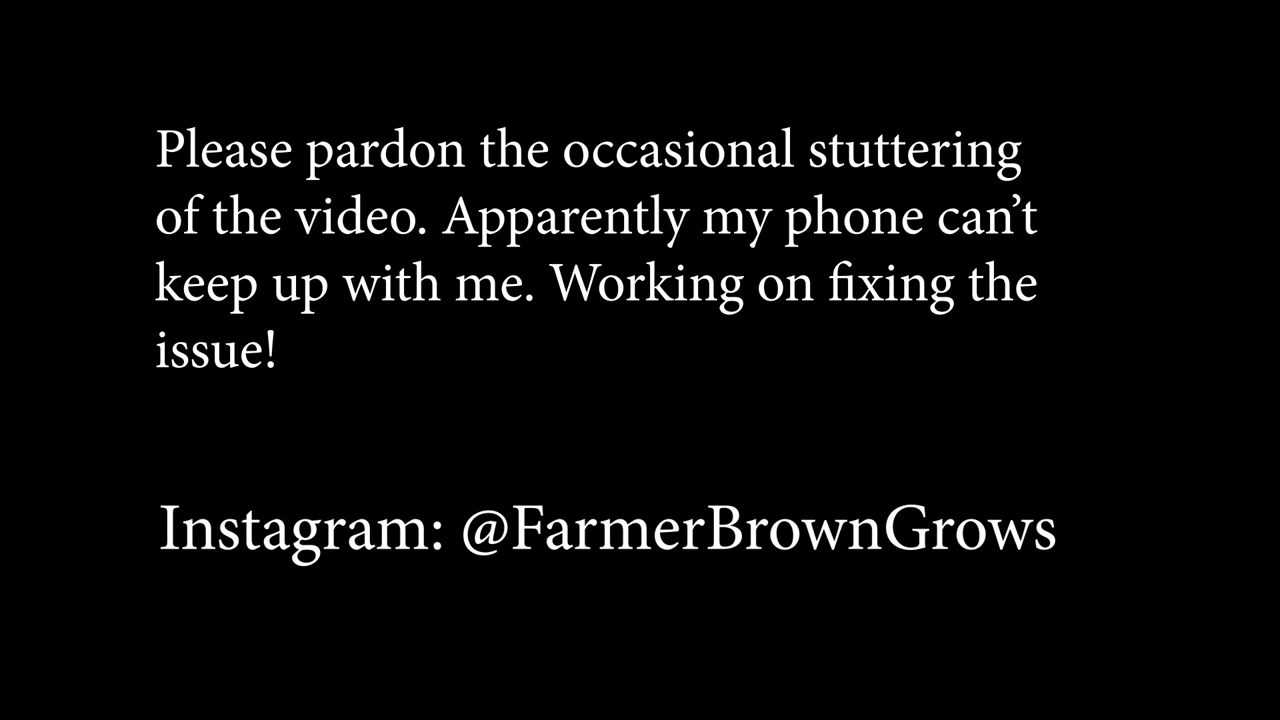 Please pardon the occasional stuttering
of the video. Apparently my phone can’t
keep up with me. Working on fixing the
issue!
Instagram: @FarmerBrownGrows